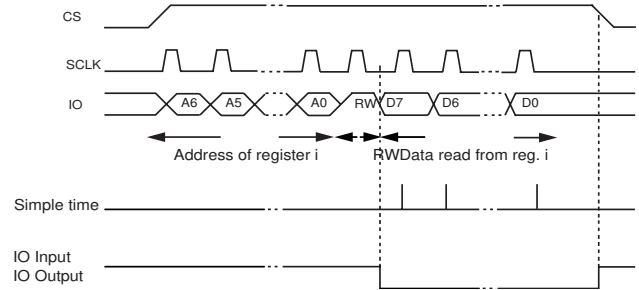 CS
SCLK
IO A6 A5 A0 RW D7 D6 D0
Address of register i RWData read from reg. i
Simple time
IO Input
IO Output